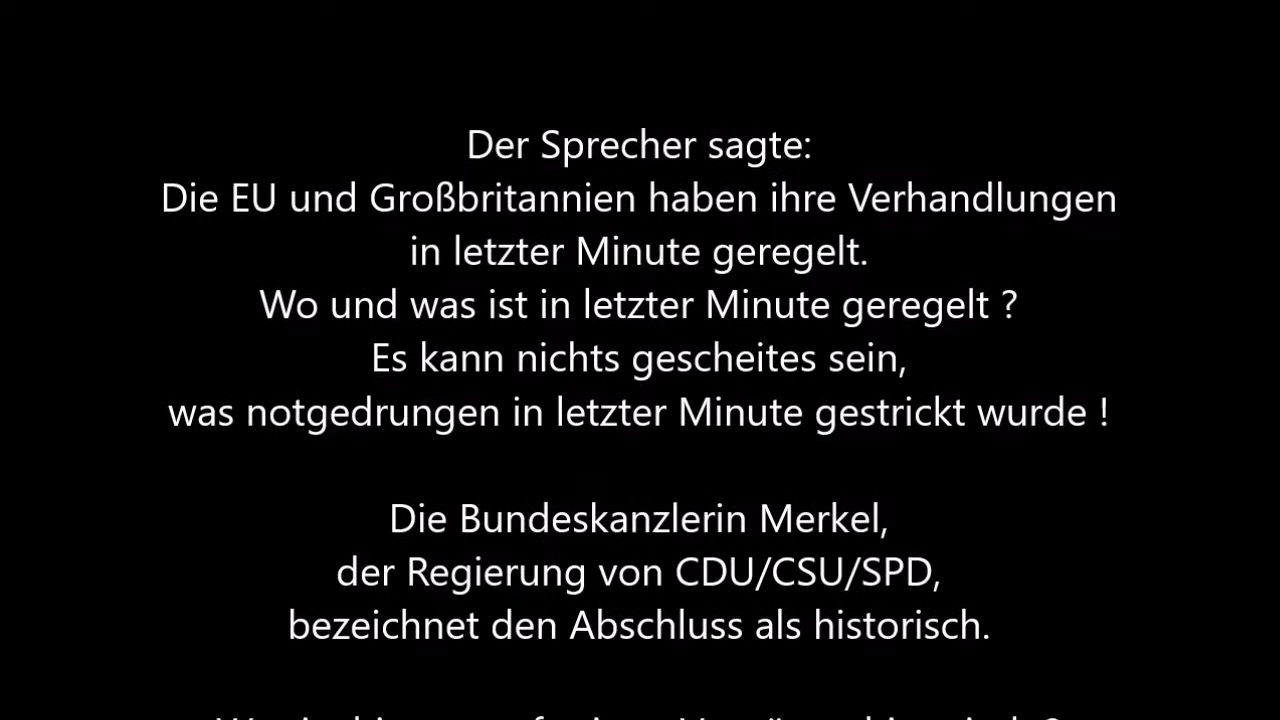 Der Sprecher sagte:
Die EU und Großbritannien haben ihre Verhandlungen
in letzter Minute geregelt.
Wo und was ist in letzter Minute geregelt ?
Es kann nichts gescheites sein,
was notgedrungen in letzter Minute gestrickt wurde !
Die Bundeskanzlerin Merkel,
der Regierung von CDU/CSU/SPD,
bezeichnet den Abschluss als historisch.